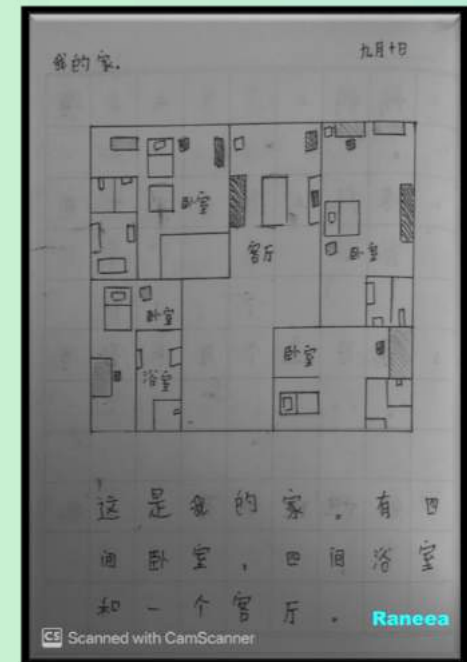 我的家.
九月十日
卧室
客厅
卧室
卧室
卧室
浴室
这是我的家。有四
间卧室，四间浴室
和一个客厅。
Raneea
CS Scanned with CamScanner